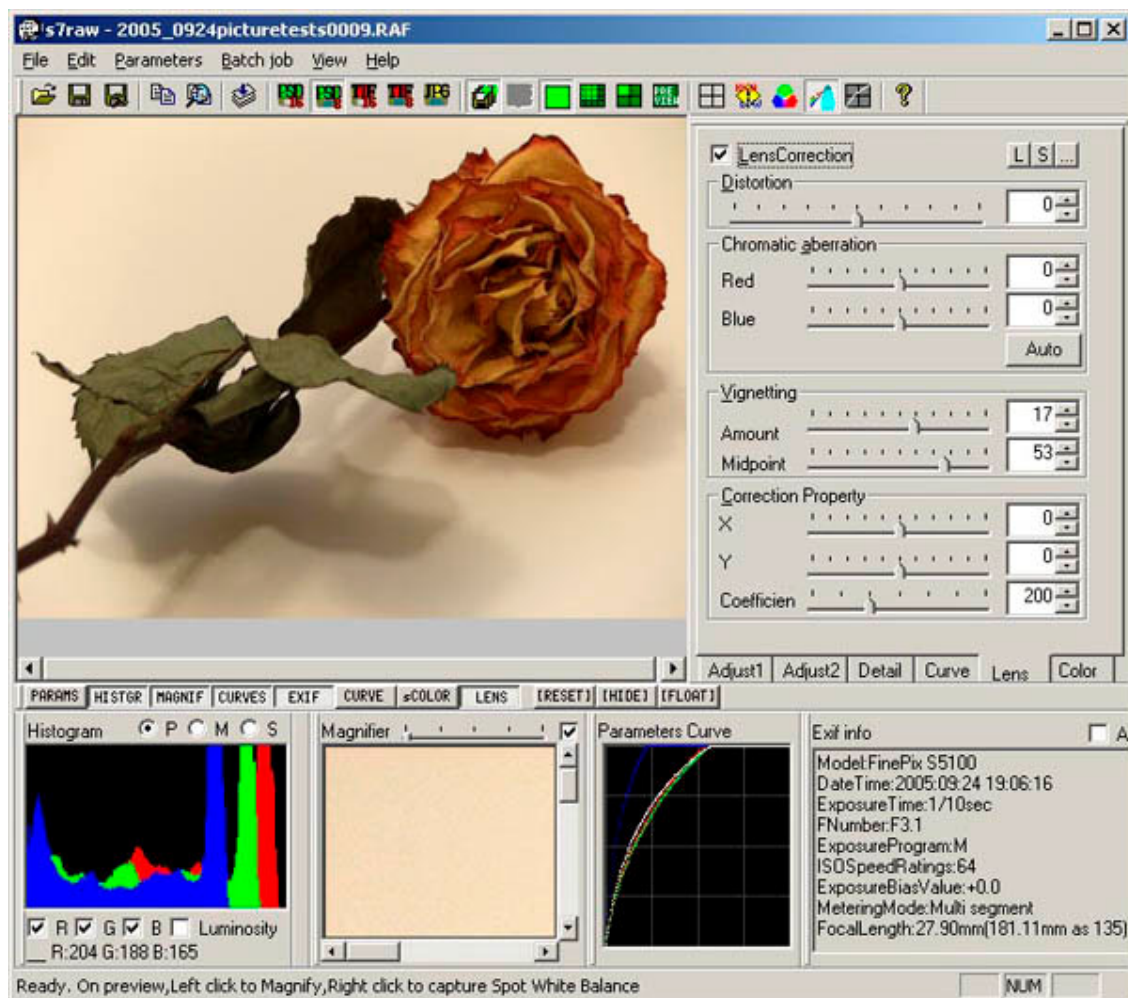 s7raw - 2005_0924picturetests0009.RAF
File Edit Parameters Batch job View Help
JPG
PRE VIEW
LensCorrection
L S ...
Distortion
0
Chromatic aberration
Red 0
Blue 0
Auto
Vignetting
Amount 17
Midpoint 53
Correction Property
X 0
Y 0
Coefficien 200
Adjust1 Adjust2 Detail Curve Lens Color
PARAMS HISTGR MAGNIF CURVES EXIF CURVE sCOLOR LENS [RESET] [HIDE] [FLOAT]
Histogram P M S
R G B Luminosity
R:204 G:188 B:165
Magnifier
Parameters Curve
Exif info A
Model:FinePix S5100
DateTime:2005:09:24 19:06:16
ExposureTime:1/10sec
FNumber:F3.1
ExposureProgram:M
ISOSpeedRatings:64
ExposureBiasValue:+0.0
MeteringMode:Multi segment
FocalLength:27.90mm(181.11mm as 135)
Ready. On preview,Left click to Magnify,Right click to capture Spot White Balance
NUM